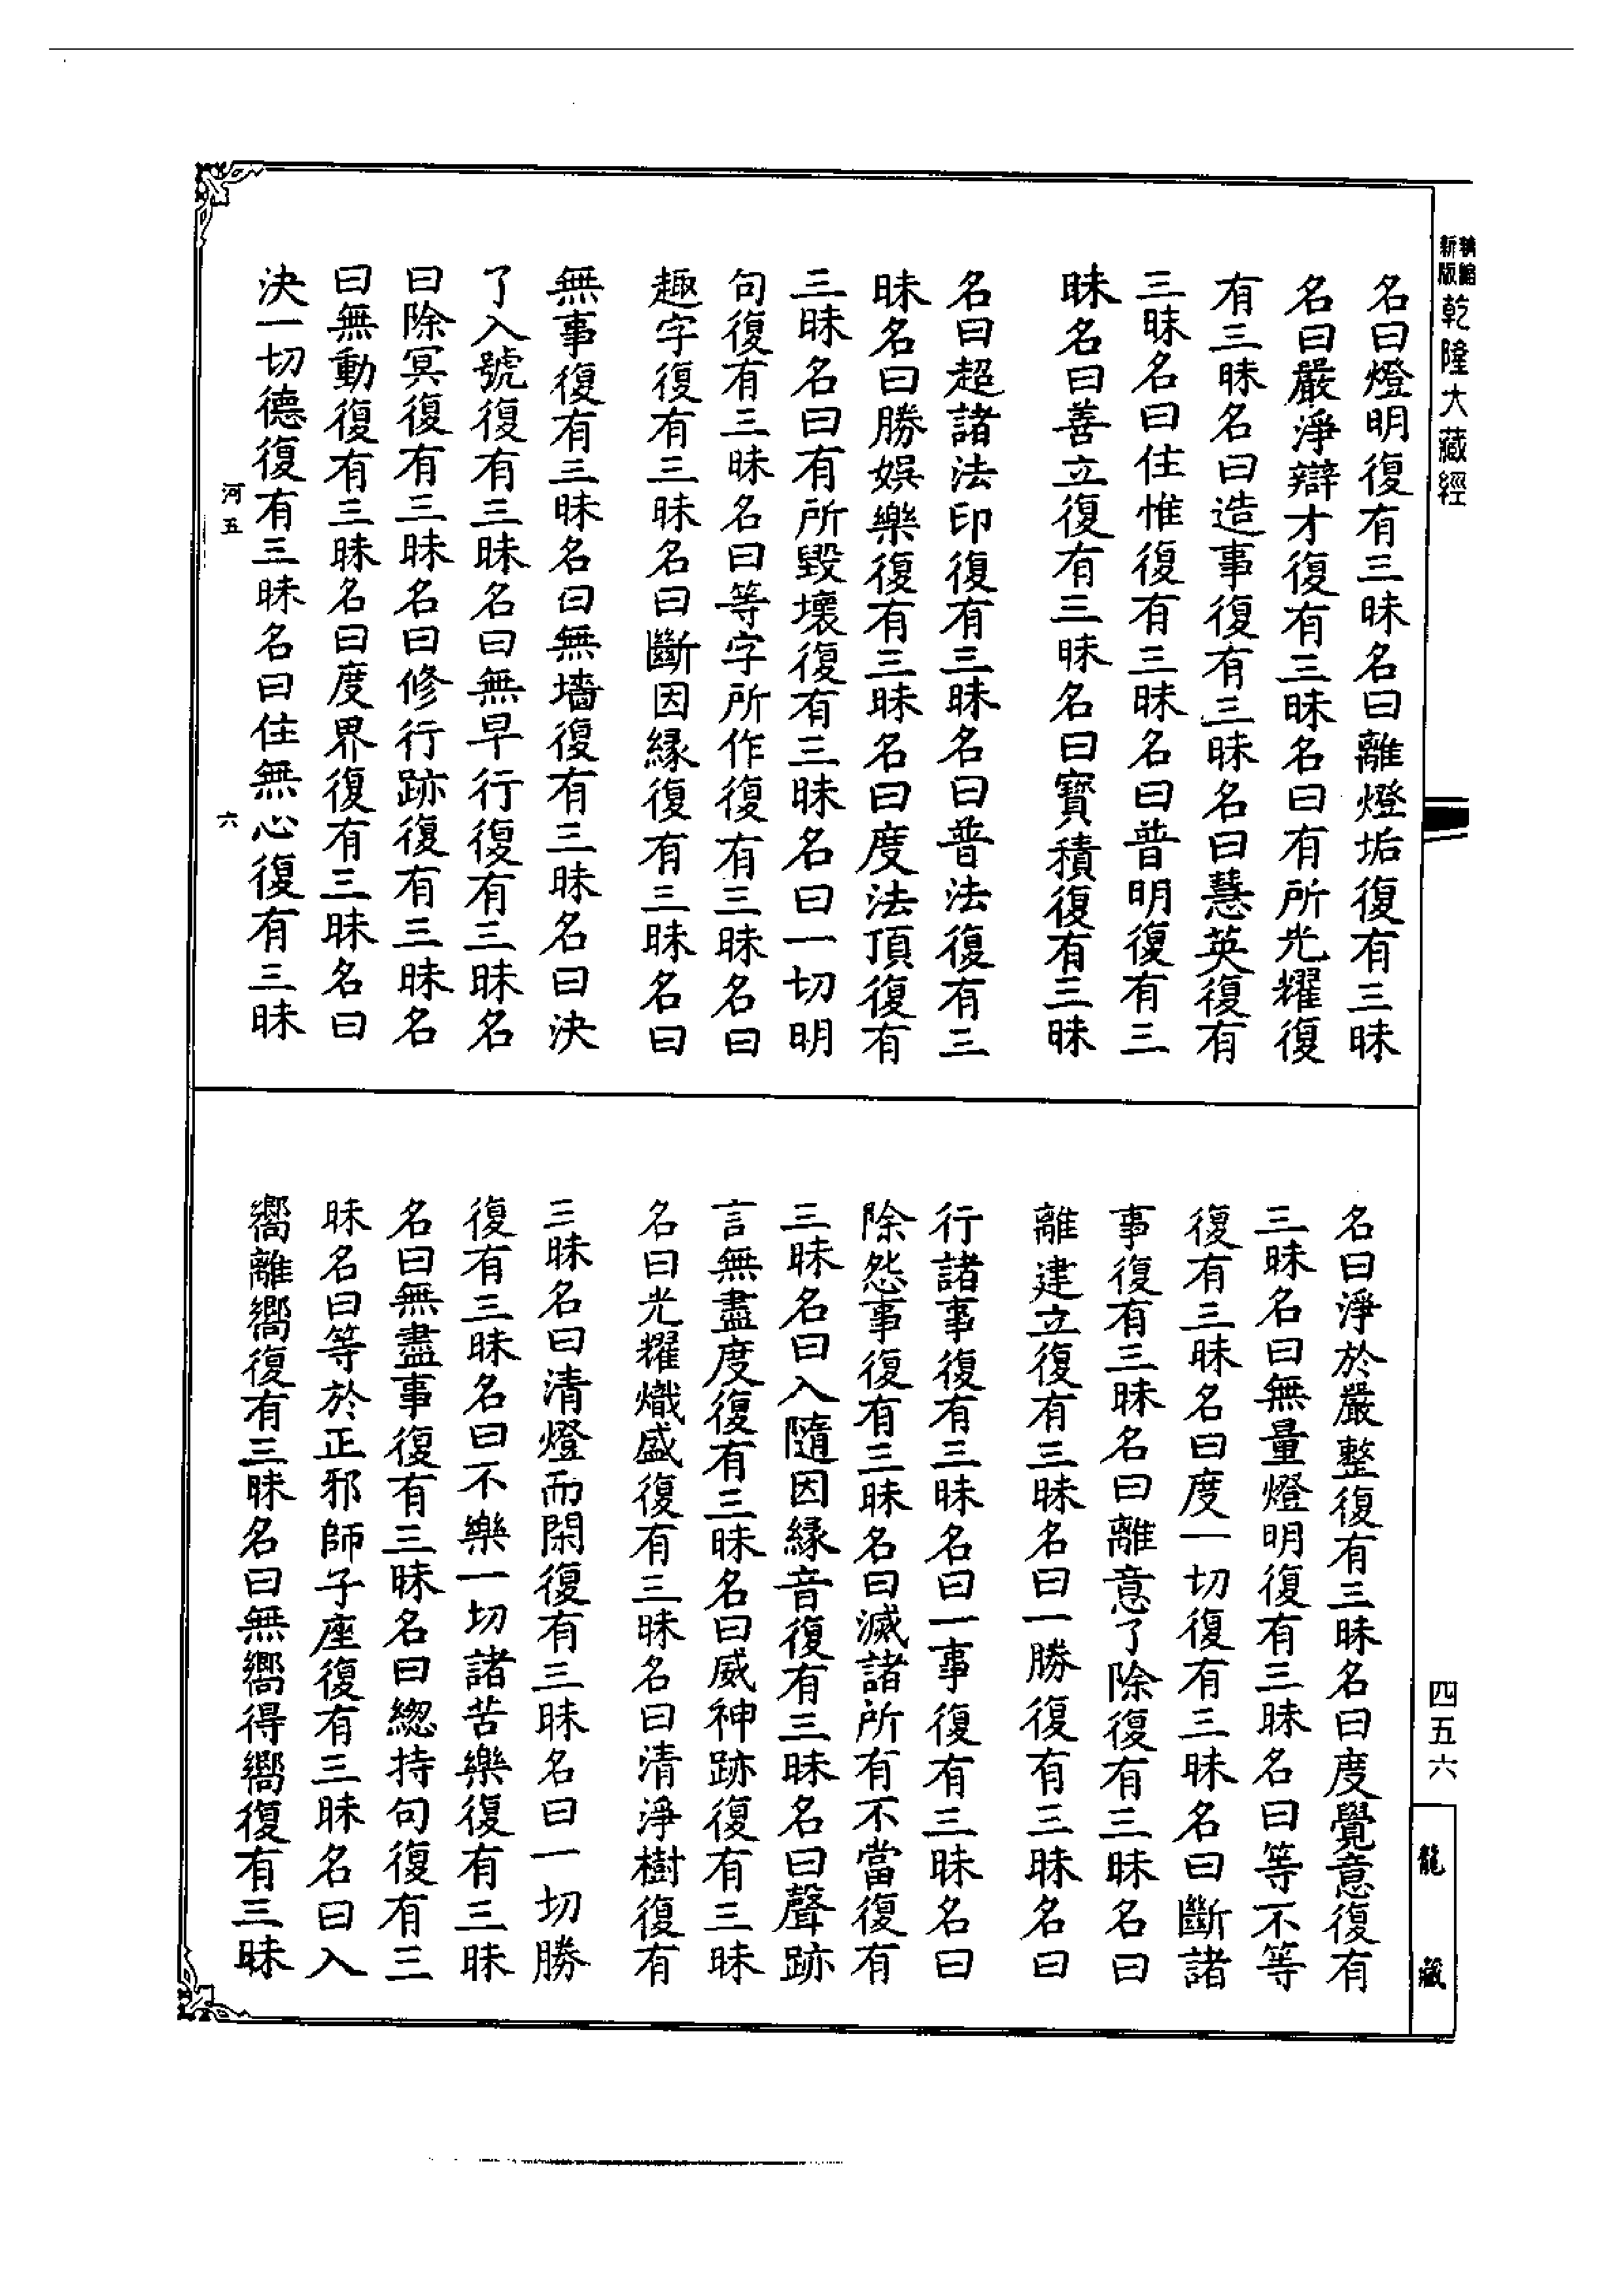 精縮
新版
乾隆大藏經
名曰燈明復有三昧名曰離燈垢復有三昧
名曰嚴淨辯才復有三昧名曰有所光耀復
有三昧名曰造事復有三昧名曰慧英復有
三昧名曰住惟復有三昧名曰普明復有三
昧名曰善立復有三昧名曰寶積復有三昧
名曰超諸法印復有三昧名曰普法復有三
昧名曰勝娛樂復有三昧名曰度法頂復有
三昧名曰有所毀壞復有三昧名曰一切明
句復有三昧名曰等字所作復有三昧名曰
趣字復有三昧名曰斷因緣復有三昧名曰
無事復有三昧名曰無墻復有三昧名曰決
了入號復有三昧名曰無早行復有三昧名
曰除冥復有三昧名曰修行跡復有三昧名
曰無動復有三昧名曰度界復有三昧名曰
決一切德復有三昧名曰住無心復有三昧
河五
六
名曰淨於嚴整復有三昧名曰度覺意復有
三昧名曰無量燈明復有三昧名曰等不等
復有三昧名曰度一切復有三昧名曰斷諸
事復有三昧名曰離意了除復有三昧名曰
離建立復有三昧名曰一勝復有三昧名曰
行諸事復有三昧名曰一事復有三昧名曰
除怨事復有三昧名曰滅諸所有不當復有
三昧名曰入隨因緣音復有三昧名曰聲跡
言無盡度復有三昧名曰威神跡復有三昧
名曰光耀熾盛復有三昧名曰清淨樹復有
三昧名曰清燈而閑復有三昧名曰一切勝
復有三昧名曰不樂一切諸苦樂復有三昧
名曰無盡事復有三昧名曰總持句復有三
昧名曰等於正邪師子座復有三昧名曰入
嚮離嚮復有三昧名曰無嚮得嚮復有三昧
四五六
龍藏